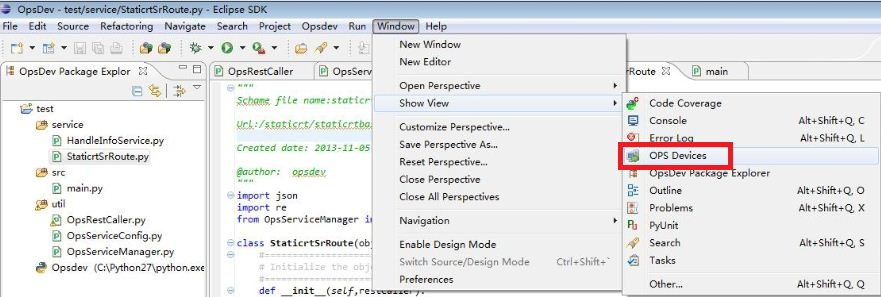 OpsDev - test/service/StaticrtSrRoute.py - Eclipse SDK
File Edit Source Refactoring Navigate Search Project Opsdev Run Window Help
OpsDev Package Explor
test
service
HandleInfoService.py
StaticrtSrRoute.py
src
main.py
util
OpsRestCaller.py
OpsServiceConfig.py
OpsServiceManager.py
Opsdev (C:\Python27\python.exe
OpsRestCaller
OpsServ
Route
main
"""
Schame file name:staticrt
Url:/staticrt/staticrtba
Created date: 2013-11-05
@author: opsdev
"""
import json
import re
from OpsServiceManager in
class StaticrtSrRoute(obj
# Initialize the obje
def __init__(self,restCaller):
New Window
New Editor
Open Perspective
Show View
Customize Perspective...
Save Perspective As...
Reset Perspective...
Close Perspective
Close All Perspectives
Navigation
Enable Design Mode
Switch Source/Design Mode Ctrl+Shift+`
Preferences
Code Coverage
Console Alt+Shift+Q, C
Error Log Alt+Shift+Q, L
OPS Devices
OpsDev Package Explorer
Outline Alt+Shift+Q, O
Problems Alt+Shift+Q, X
PyUnit
Search Alt+Shift+Q, S
Tasks
Other... Alt+Shift+Q, Q